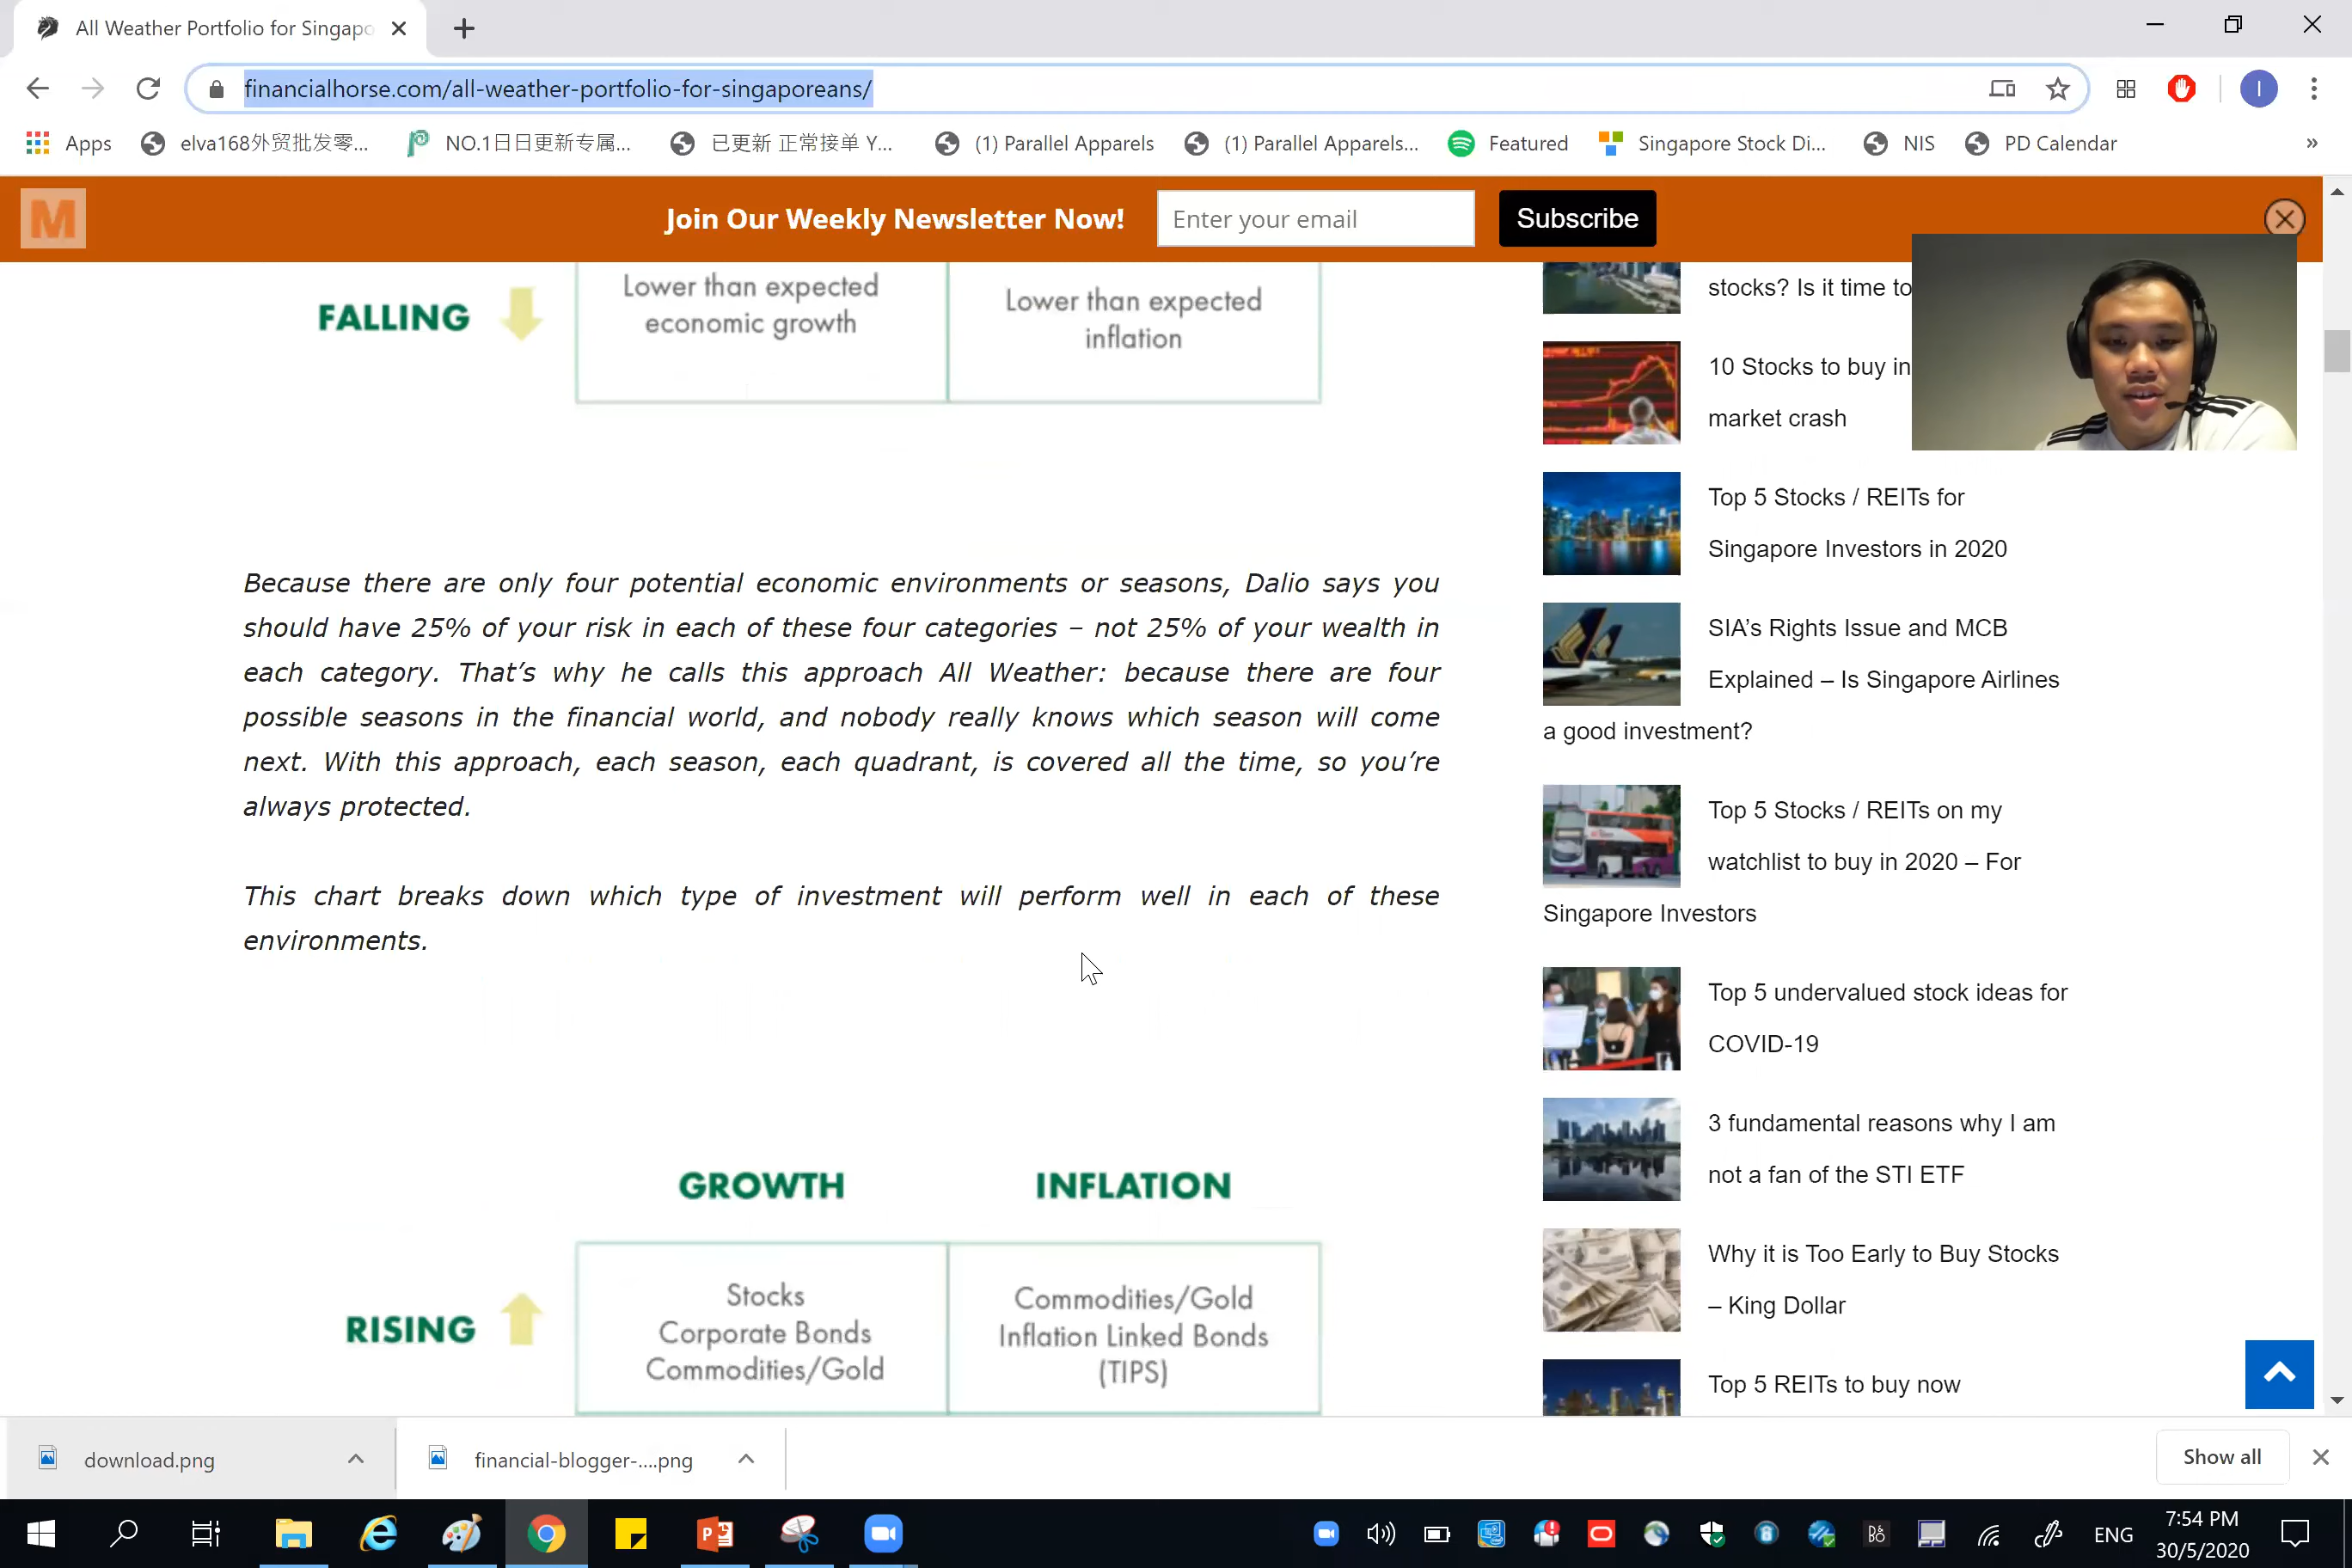 All Weather Portfolio for Singapo
financialhorse.com/all-weather-portfolio-for-singaporeans/
I
Apps
elva168外贸批发零...
NO.1日日更新专属...
已更新 正常接单 Y...
(1) Parallel Apparels
(1) Parallel Apparels...
Featured
Singapore Stock Di...
NIS
PD Calendar
»
M
Join Our Weekly Newsletter Now!
Enter your email
Subscribe
FALLING
Lower than expected
economic growth
Lower than expected
inflation
Because there are only four potential economic environments or seasons, Dalio says you
should have 25% of your risk in each of these four categories – not 25% of your wealth in
each category. That’s why he calls this approach All Weather: because there are four
possible seasons in the financial world, and nobody really knows which season will come
next. With this approach, each season, each quadrant, is covered all the time, so you’re
always protected.
This chart breaks down which type of investment will perform well in each of these
environments.
GROWTH
INFLATION
RISING
Stocks
Corporate Bonds
Commodities/Gold
Commodities/Gold
Inflation Linked Bonds
(TIPS)
stocks? Is it time to
10 Stocks to buy in
market crash
Top 5 Stocks / REITs for
Singapore Investors in 2020
SIA’s Rights Issue and MCB
Explained – Is Singapore Airlines
a good investment?
Top 5 Stocks / REITs on my
watchlist to buy in 2020 – For
Singapore Investors
Top 5 undervalued stock ideas for
COVID-19
3 fundamental reasons why I am
not a fan of the STI ETF
Why it is Too Early to Buy Stocks
– King Dollar
Top 5 REITs to buy now
download.png
financial-blogger-....png
Show all
ENG
7:54 PM
30/5/2020